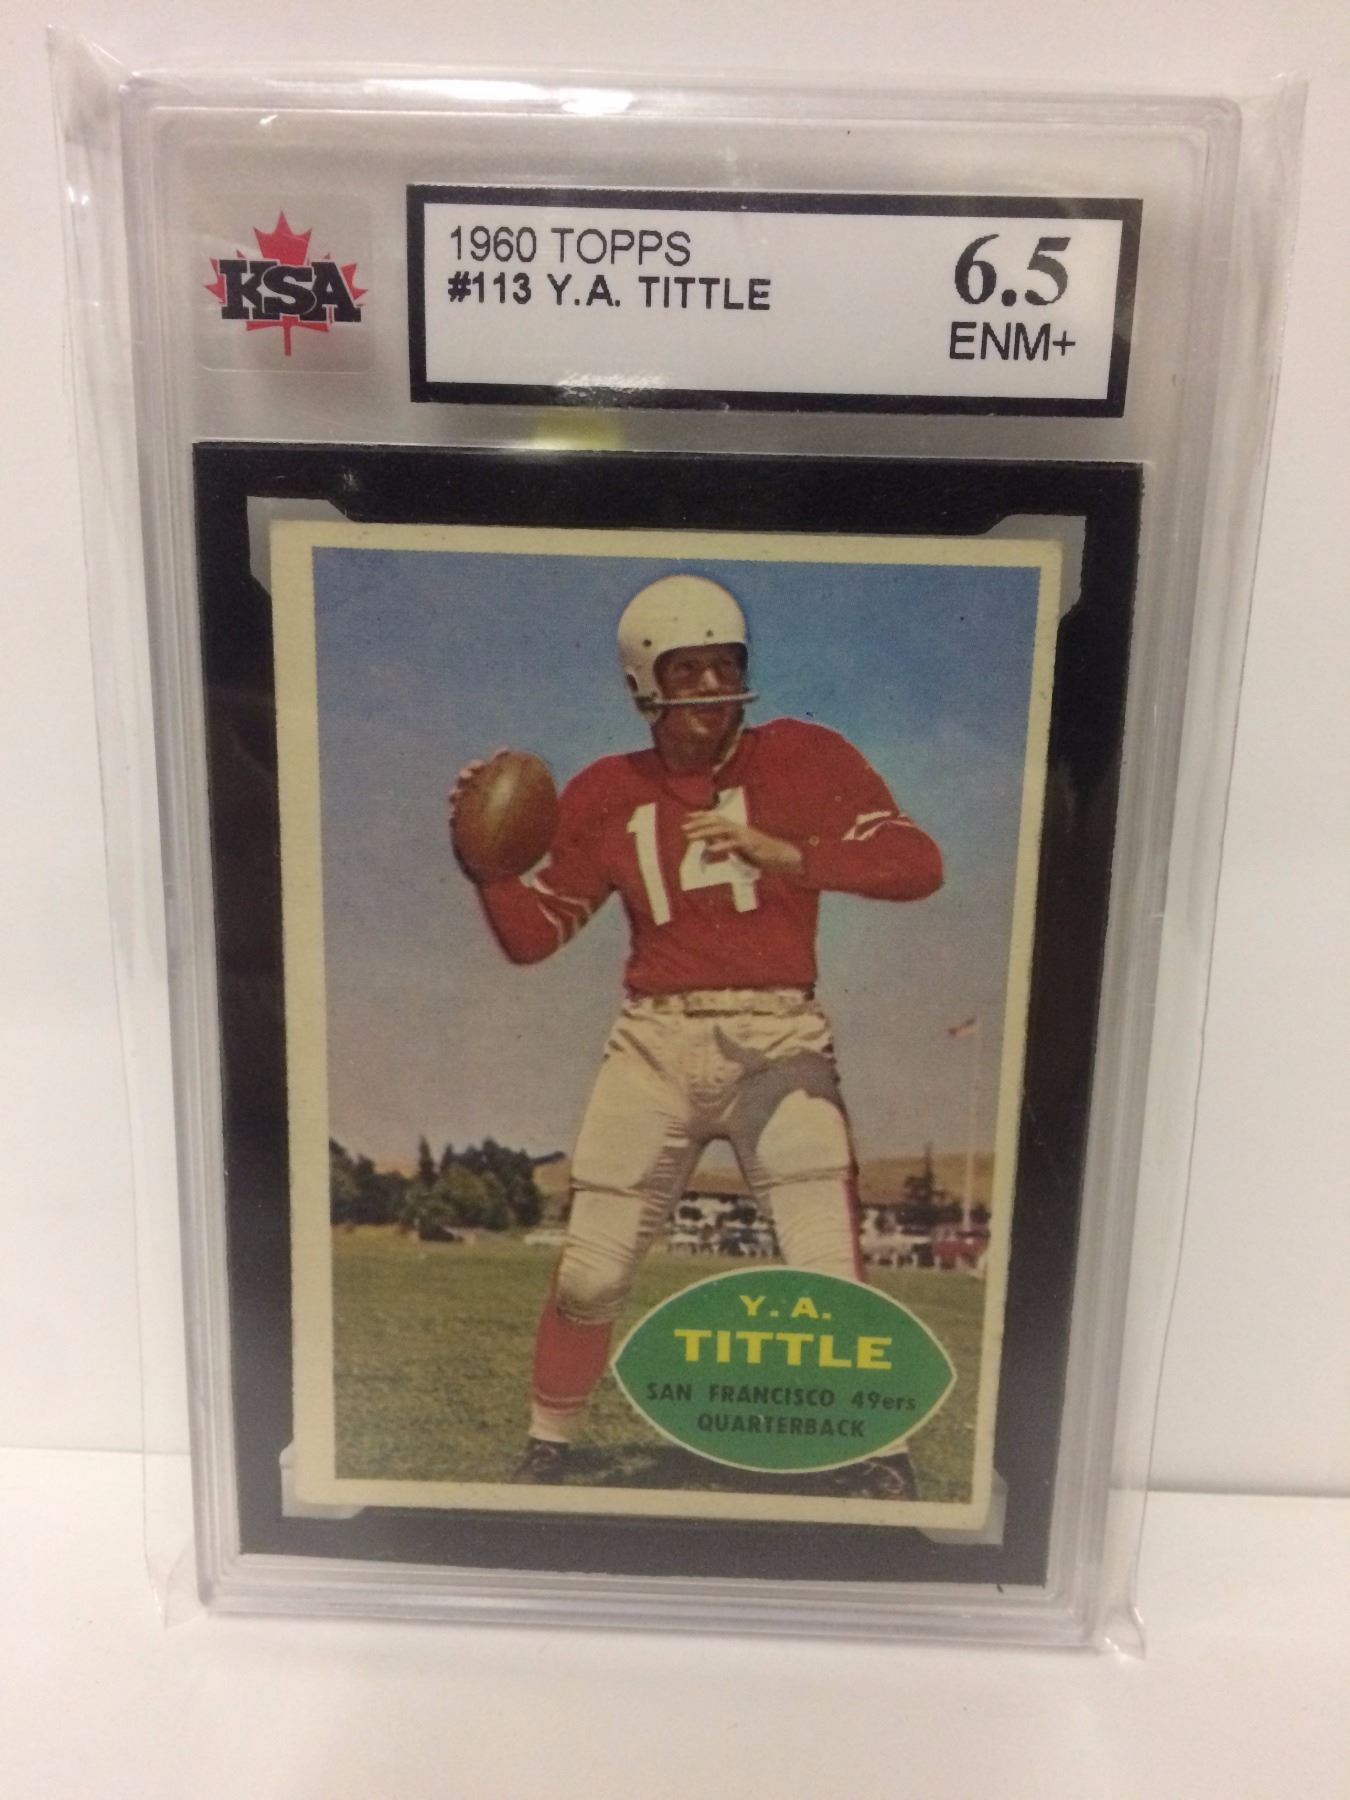 KSA
1960 TOPPS
#113 Y.A. TITTLE
6.5
ENM+
14
Y. A.
TITTLE
SAN FRANCISCO 49ers
QUARTERBACK